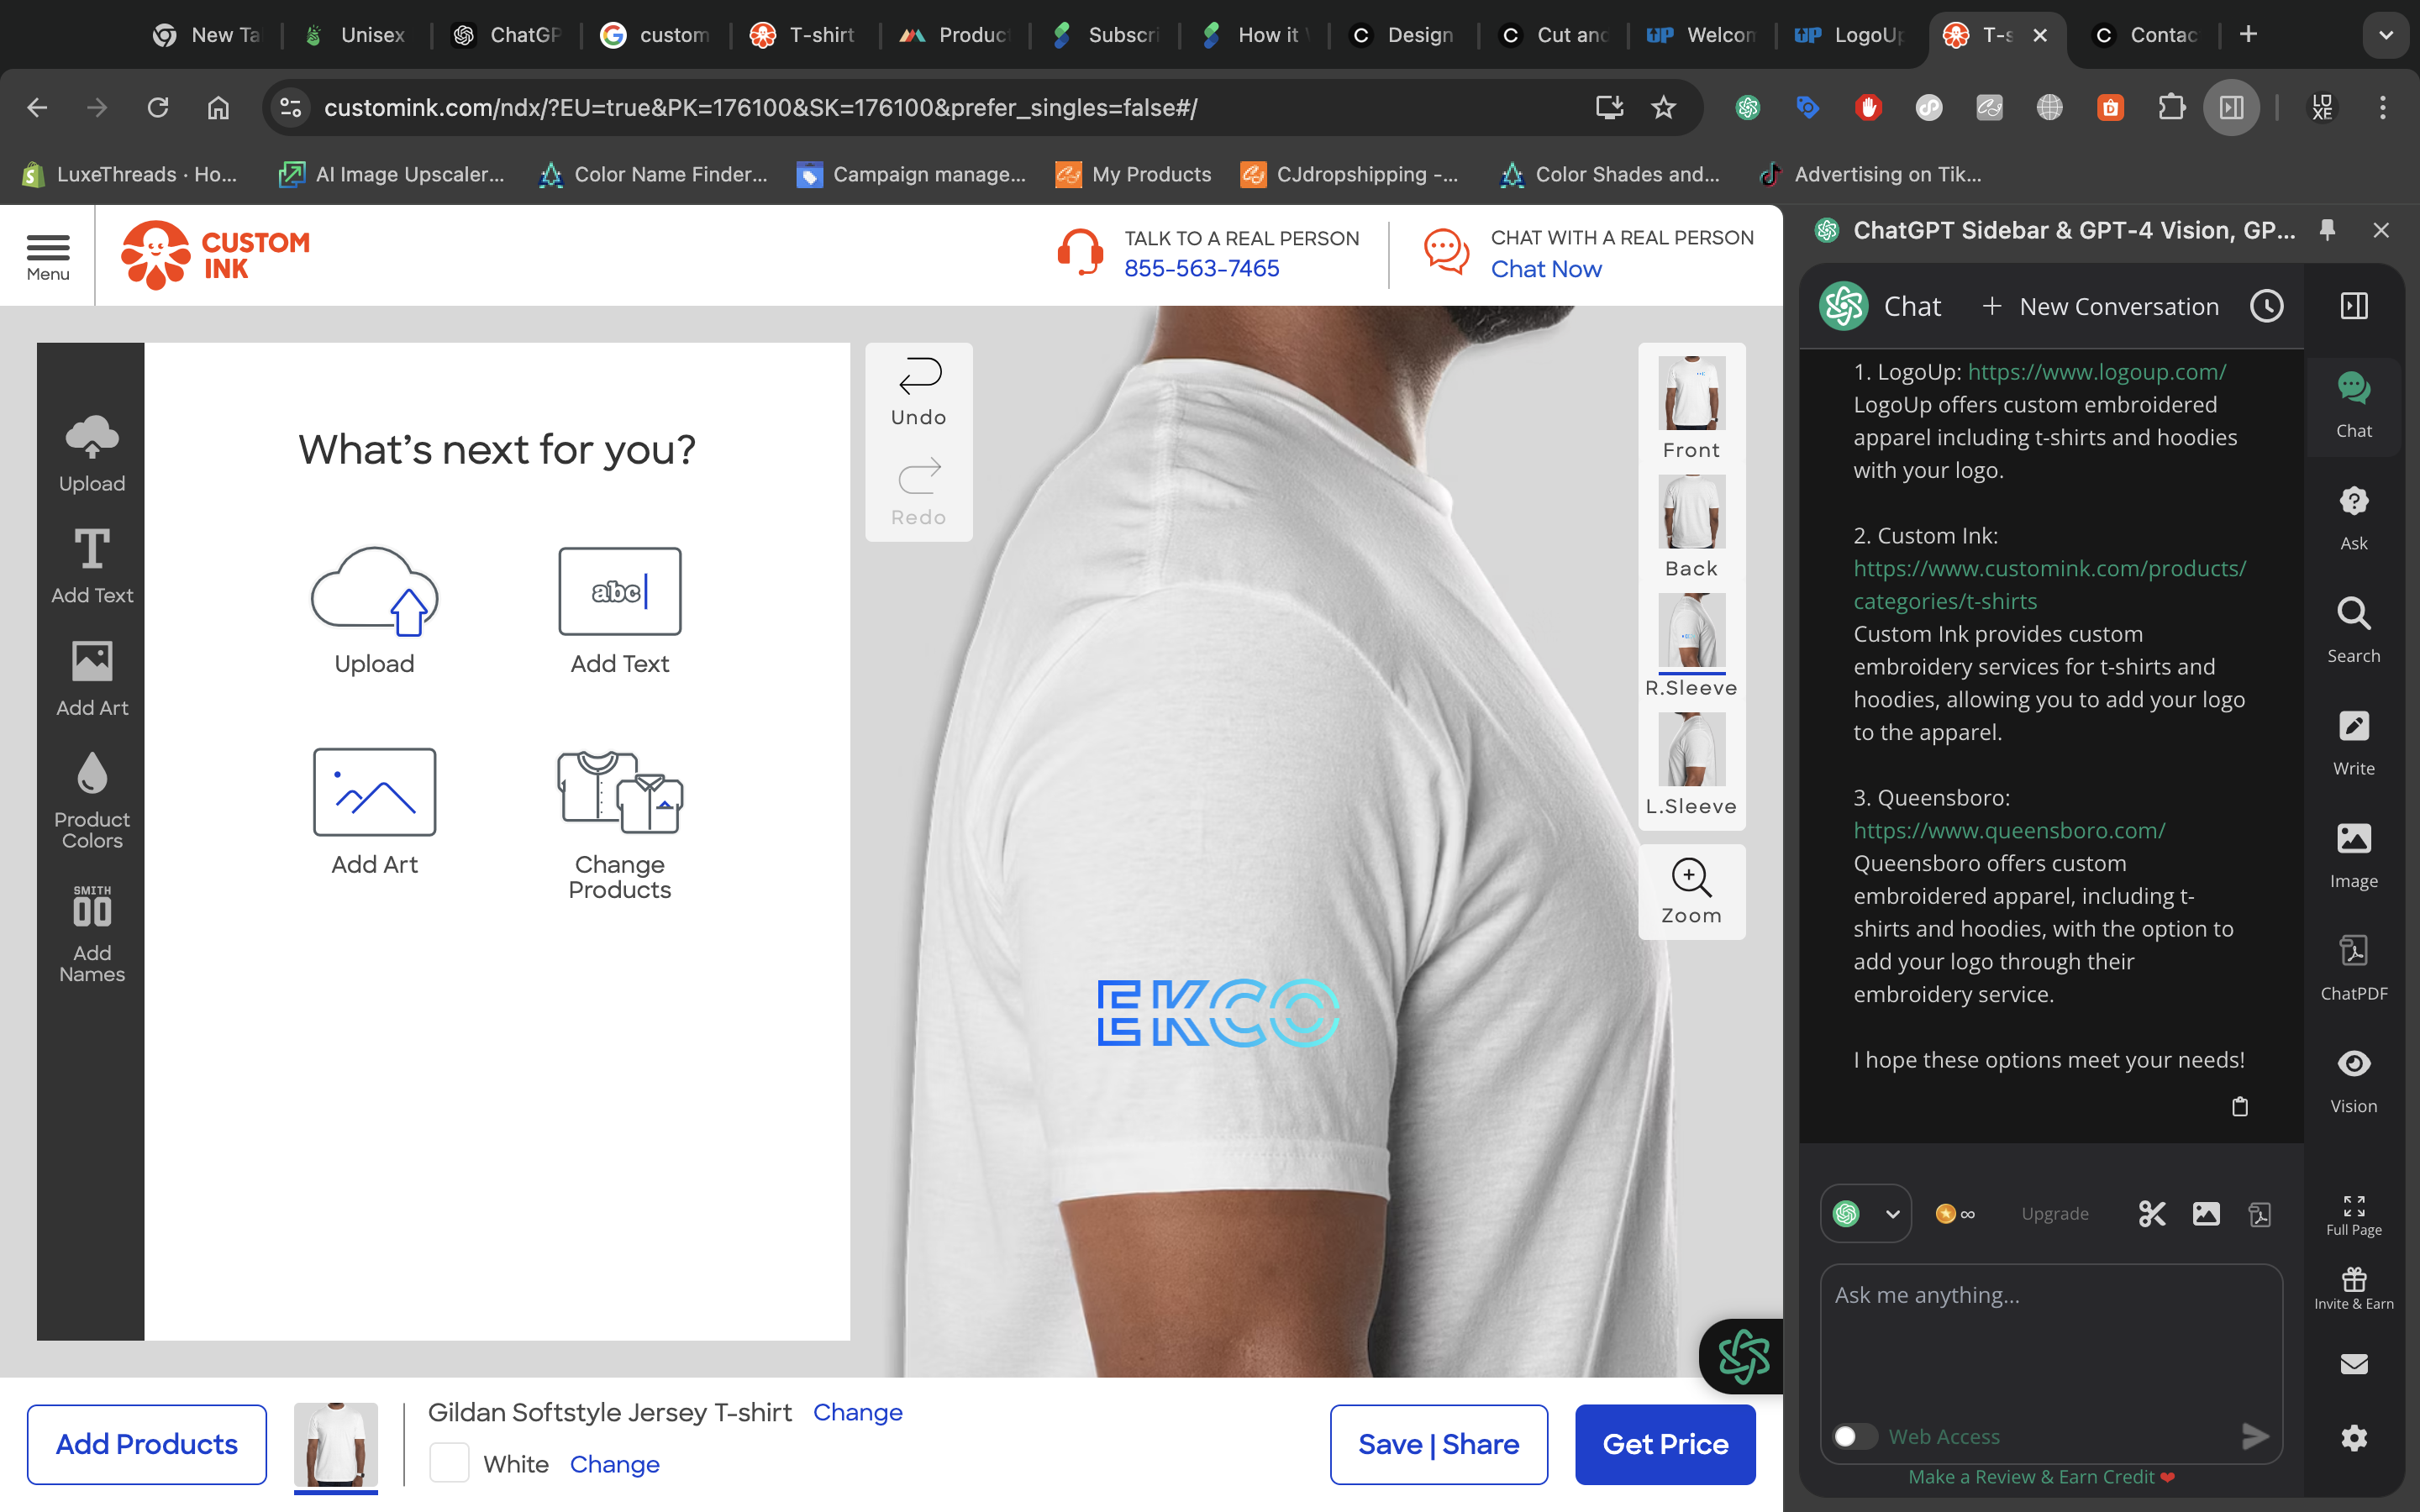 New Ta
Unisex
ChatGP
custom
T-shirt
Produc
Subscri
How it
Design
Cut and
Welcom
LogoUp
T-s
Contac
customink.com/ndx/?EU=true&PK=176100&SK=176100&prefer_singles=false#/
LUXE
LuxeThreads · Ho...
AI Image Upscaler...
Color Name Finder...
Campaign manage...
My Products
CJdropshipping -...
Color Shades and...
Advertising on Tik...
Menu
CUSTOM
INK
TALK TO A REAL PERSON
855-563-7465
CHAT WITH A REAL PERSON
Chat Now
Upload
Add Text
Add Art
Product
Colors
SMITH
00
Add
Names
What's next for you?
Upload
abc
Add Text
Add Art
Change
Products
Undo
Redo
EKCO
Front
Back
R.Sleeve
L.Sleeve
Zoom
Add Products
Gildan Softstyle Jersey T-shirt Change
White Change
Save | Share
Get Price
ChatGPT Sidebar & GPT-4 Vision, GP...
Chat
+ New Conversation
1. LogoUp: https://www.logoup.com/
LogoUp offers custom embroidered
apparel including t-shirts and hoodies
with your logo.
2. Custom Ink:
https://www.customink.com/products/
categories/t-shirts
Custom Ink provides custom
embroidery services for t-shirts and
hoodies, allowing you to add your logo
to the apparel.
3. Queensboro:
https://www.queensboro.com/
Queensboro offers custom
embroidered apparel, including t-
shirts and hoodies, with the option to
add your logo through their
embroidery service.
I hope these options meet your needs!
Upgrade
Ask me anything...
Web Access
Make a Review & Earn Credit ❤
Chat
Ask
Search
Write
Image
ChatPDF
Vision
Full Page
Invite & Earn